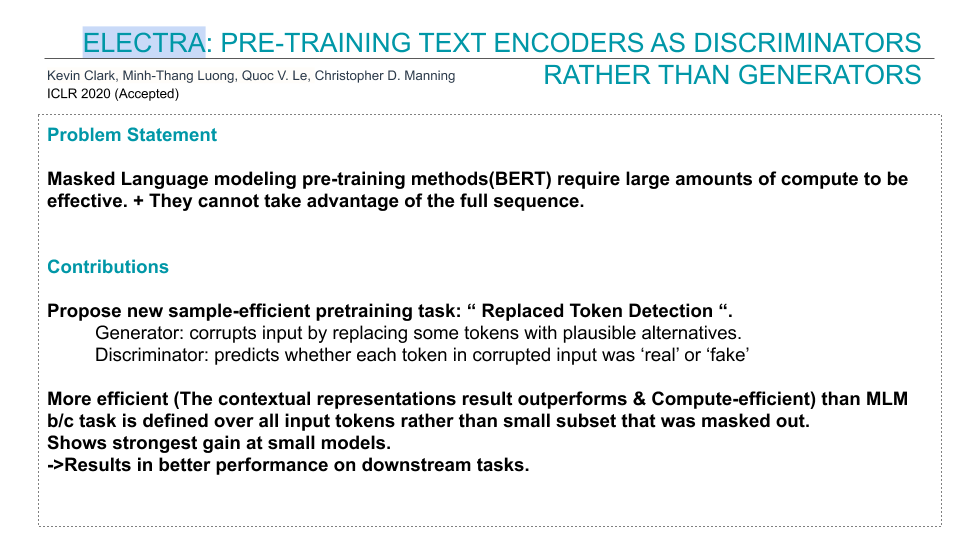 ELECTRA: PRE-TRAINING TEXT ENCODERS AS DISCRIMINATORS
RATHER THAN GENERATORS
Kevin Clark, Minh-Thang Luong, Quoc V. Le, Christopher D. Manning
ICLR 2020 (Accepted)
Problem Statement
Masked Language modeling pre-training methods(BERT) require large amounts of compute to be
effective. + They cannot take advantage of the full sequence.
Contributions
Propose new sample-efficient pretraining task: “ Replaced Token Detection “.
Generator: corrupts input by replacing some tokens with plausible alternatives.
Discriminator: predicts whether each token in corrupted input was ‘real’ or ‘fake’
More efficient (The contextual representations result outperforms & Compute-efficient) than MLM
b/c task is defined over all input tokens rather than small subset that was masked out.
Shows strongest gain at small models.
->Results in better performance on downstream tasks.